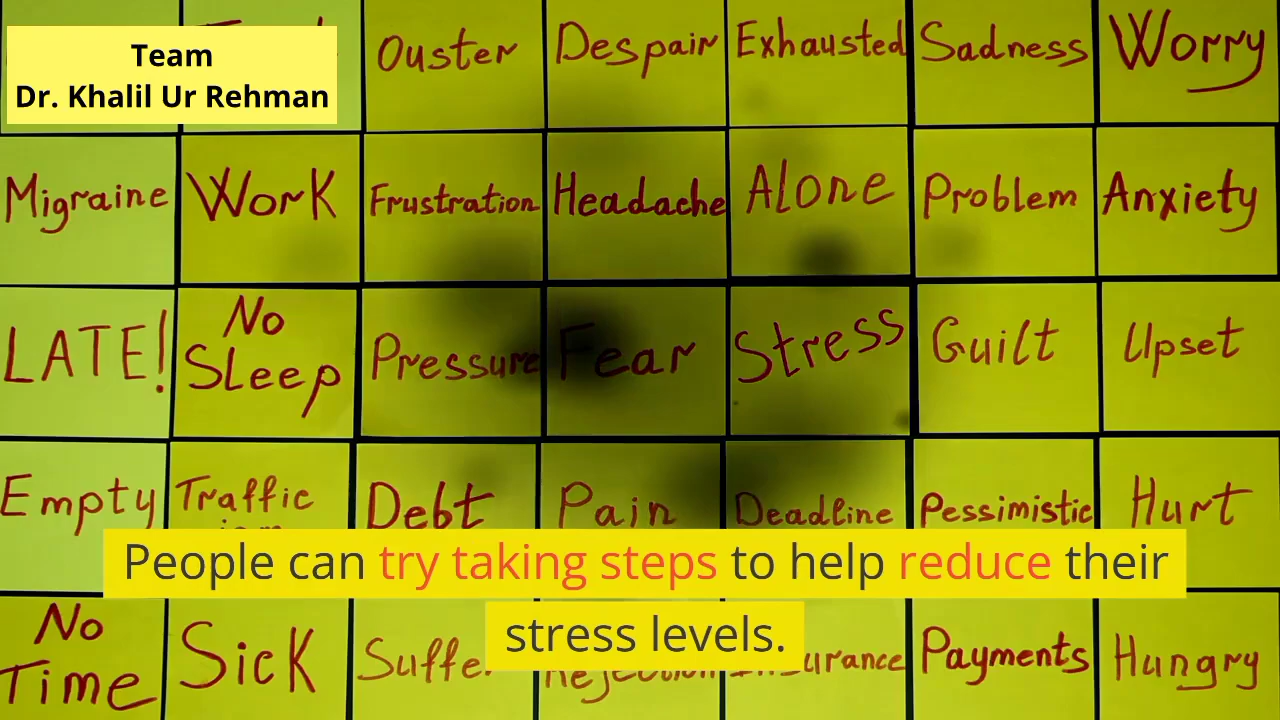 Team
Dr. Khalil Ur Rehman
Ouster Despair Exhausted Sadness Worry
Migraine Work Frustration Headache Alone Problem Anxiety
LATE! No Sleep Pressure Fear Stress Guilt Upset
Empty Traffic Debt Pain Deadline Pessimistic Hurt
People can try taking steps to help reduce their
stress levels.
No Time Sick Payments Hungry